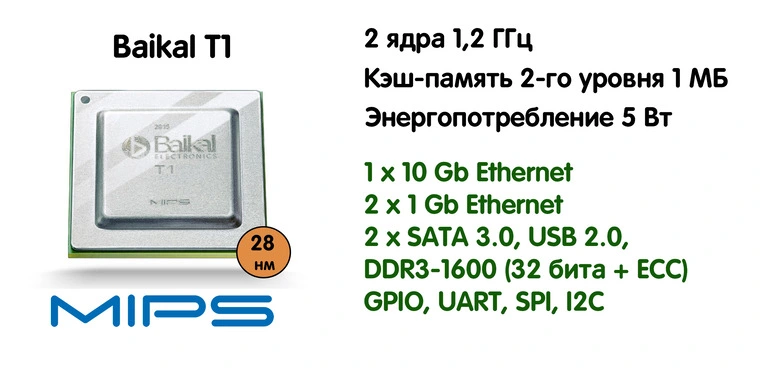 Baikal T1
2015
Baikal
ELECTRONICS
T1
MIPS
28
нм
MIPS
2 ядра 1,2 ГГц
Кэш-память 2-го уровня 1 МБ
Энергопотребление 5 Вт
1 x 10 Gb Ethernet
2 x 1 Gb Ethernet
2 x SATA 3.0, USB 2.0,
DDR3-1600 (32 бита + ECC)
GPIO, UART, SPI, I2C